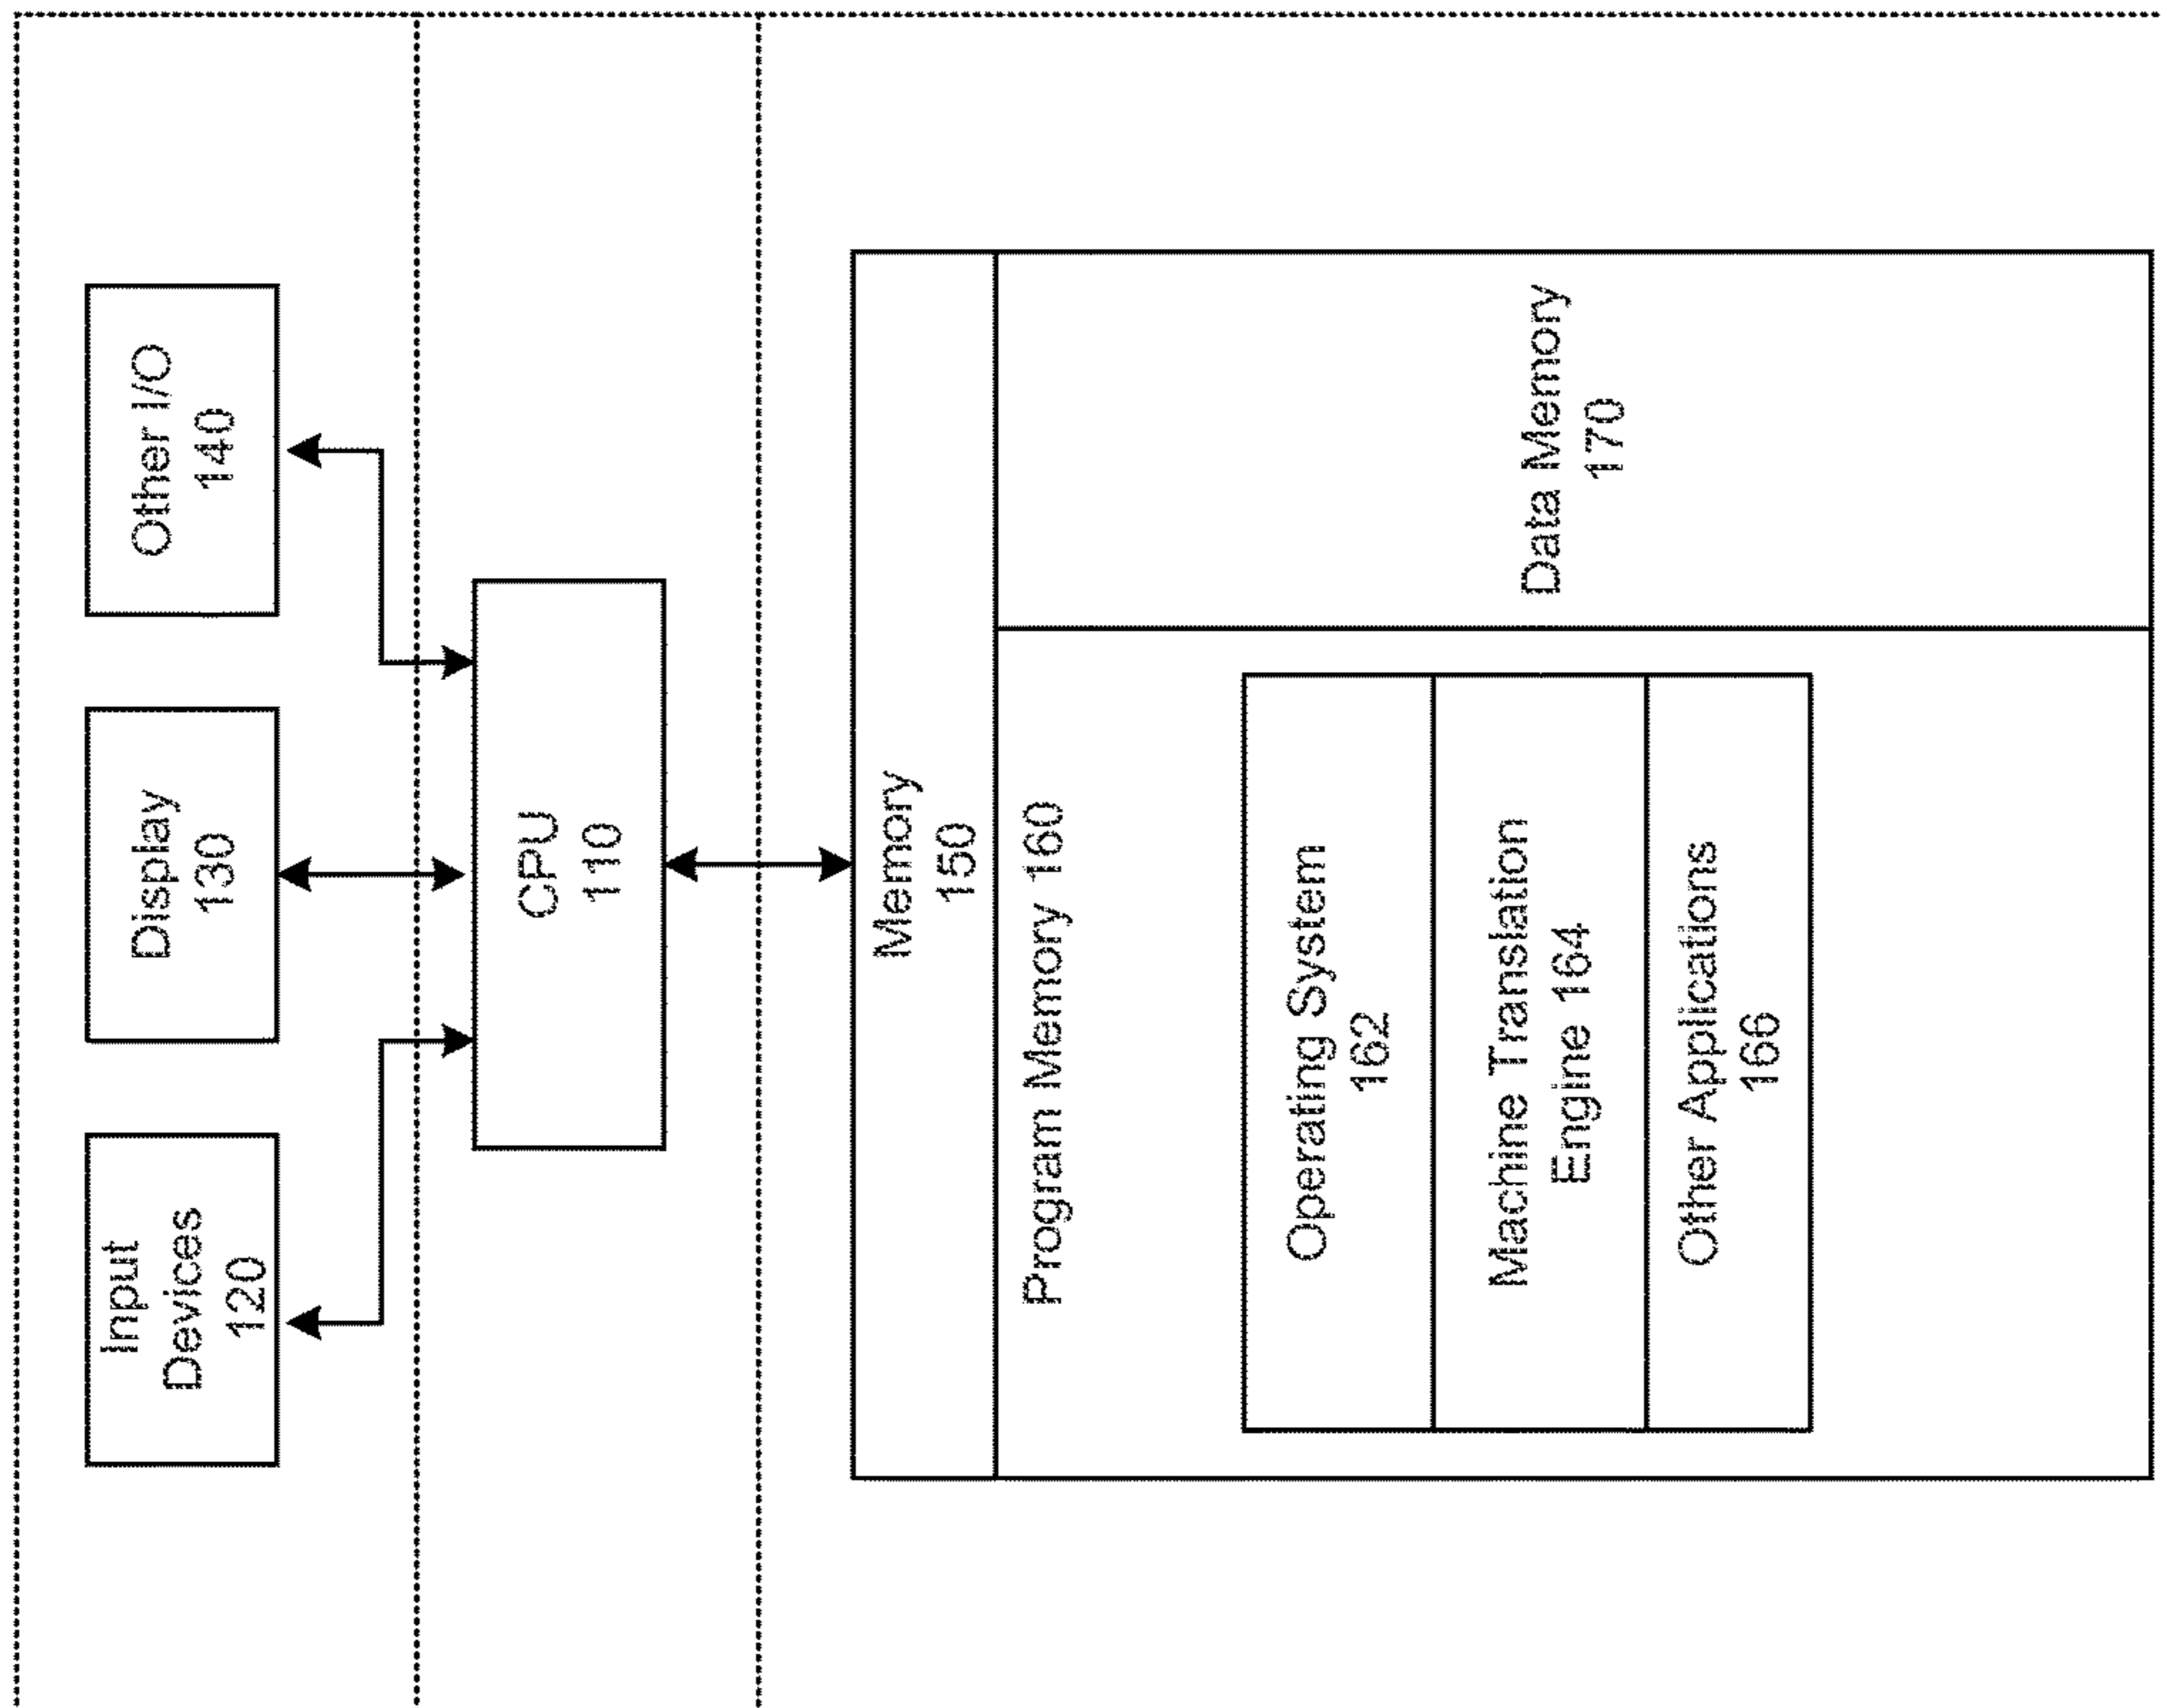 Input
Devices
120
Display
130
Other I/O
140
CPU
110
Memory
150
Program Memory 160
Operating System
162
Machine Translation
Engine 164
Other Applications
166
Data Memory
170